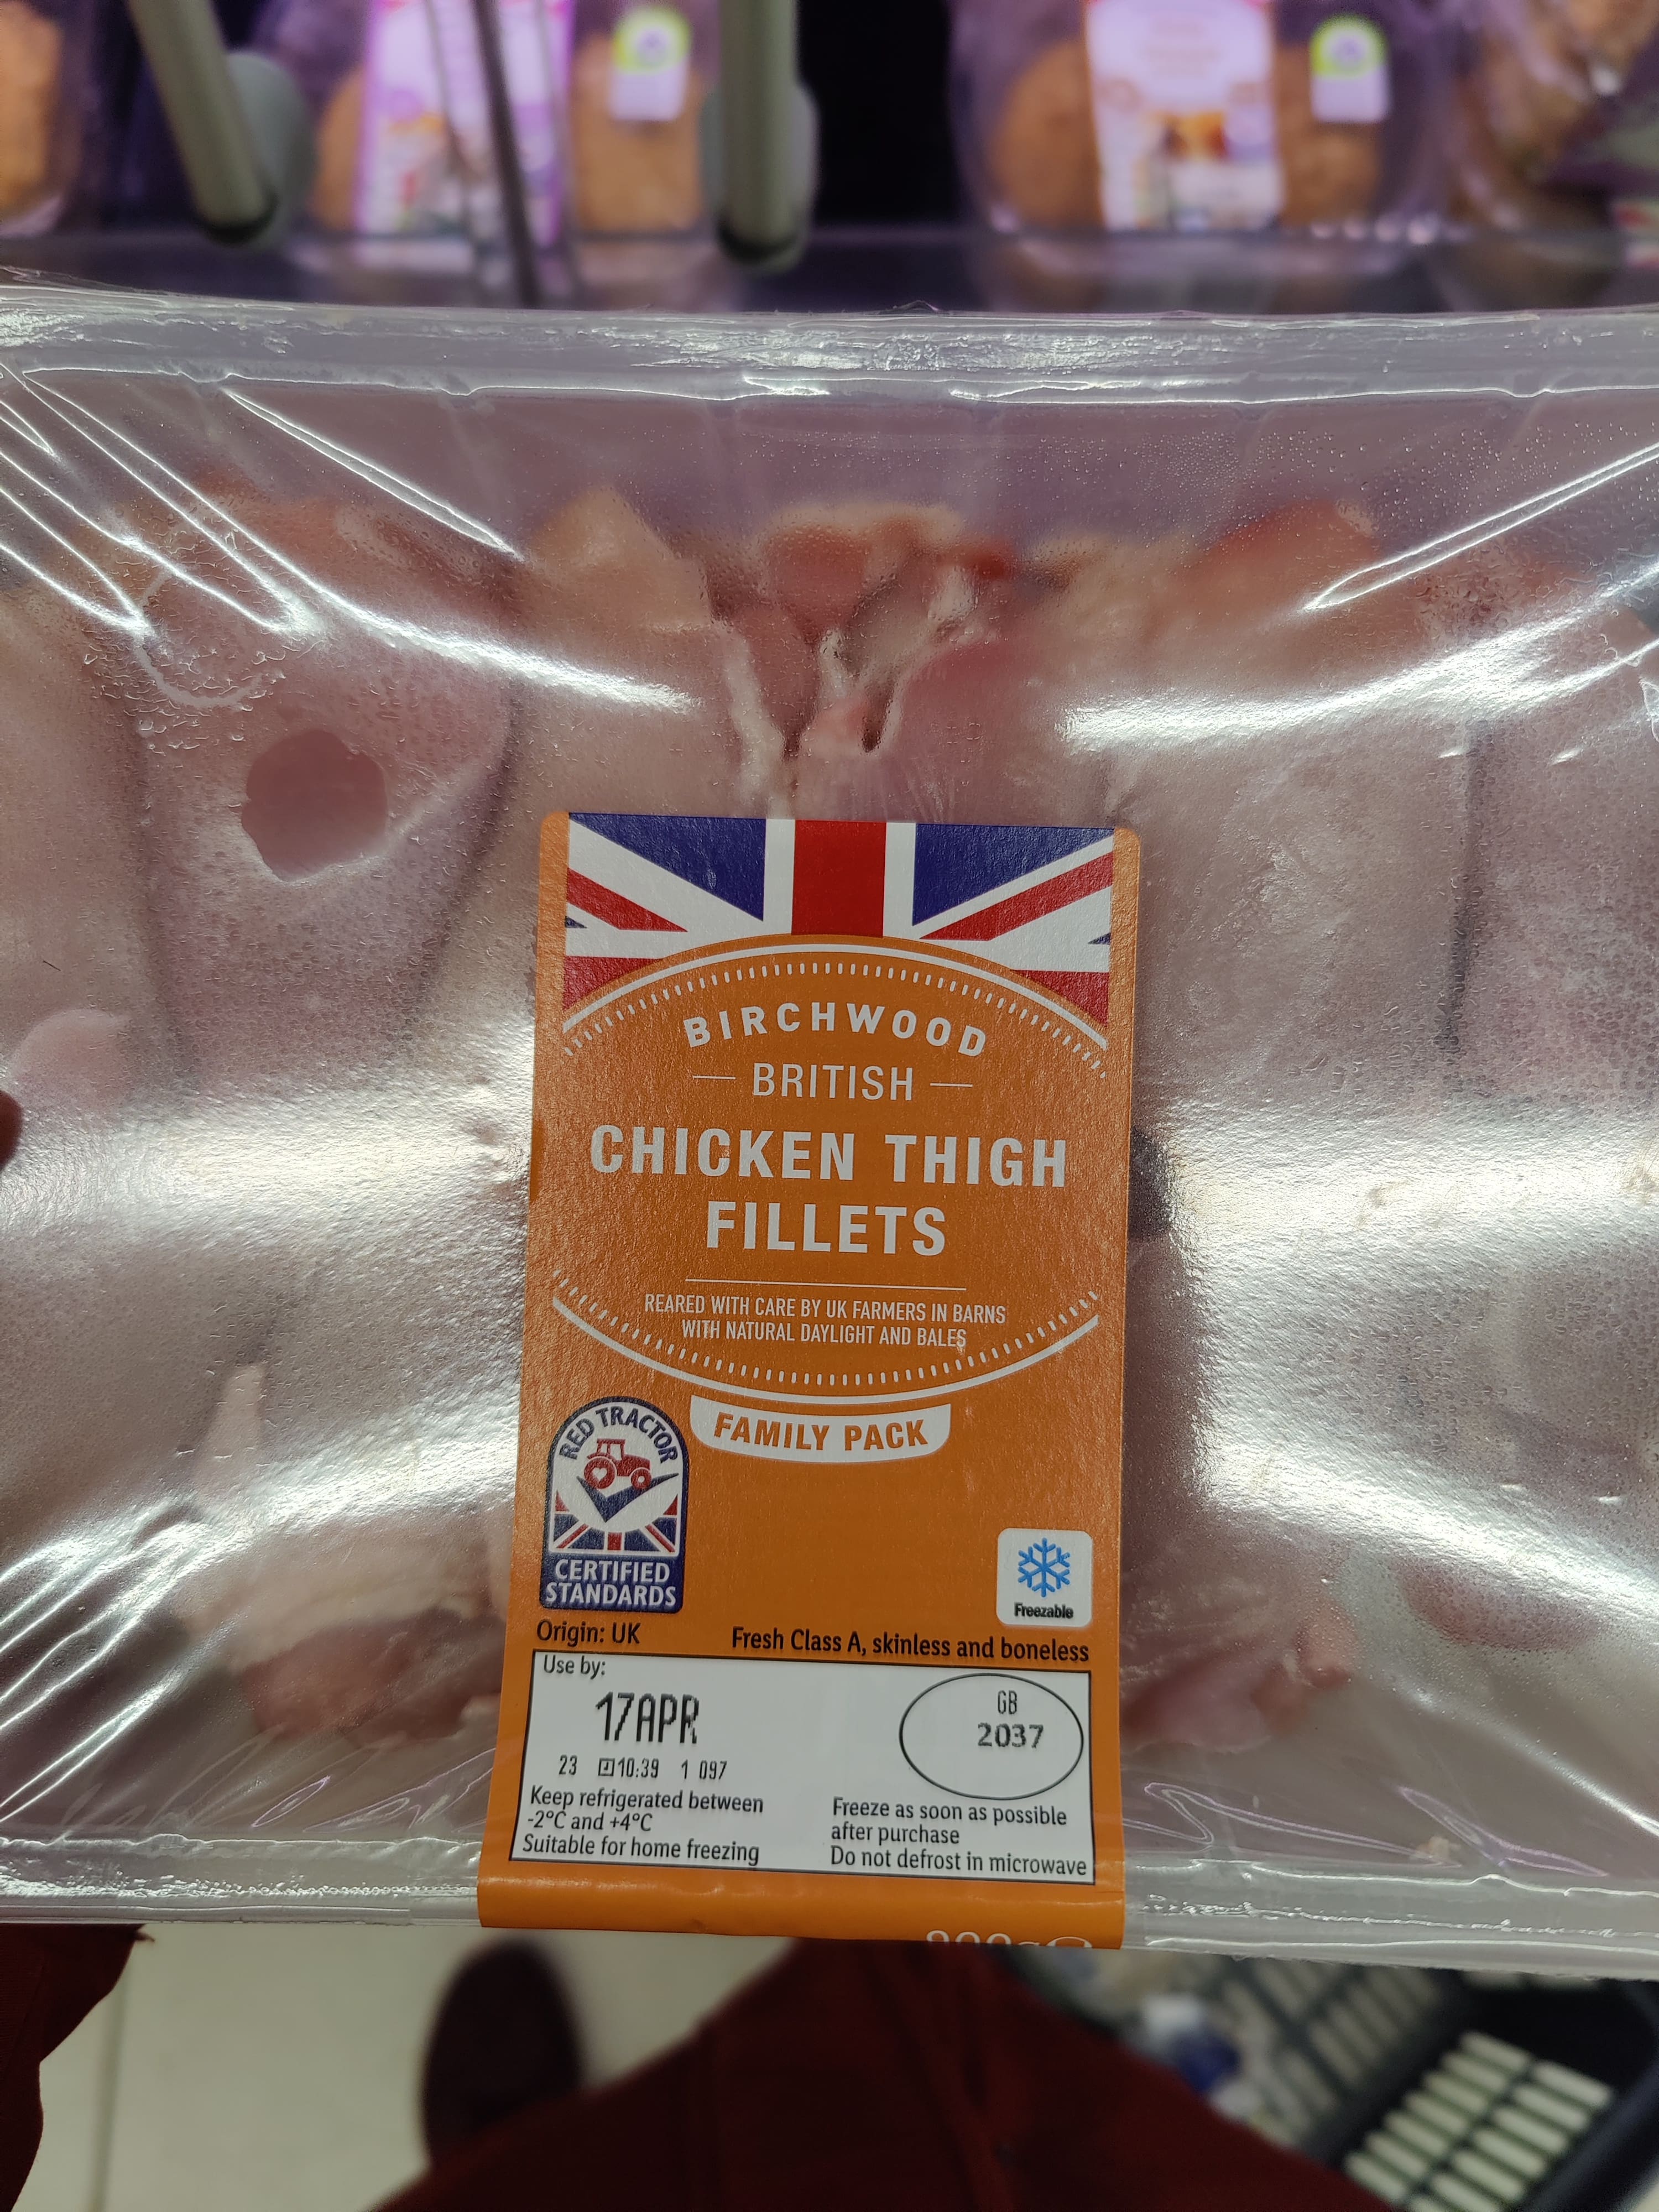 BIRCHWOOD
BRITISH
CHICKEN THIGH
FILLETS
REARED WITH CARE BY UK FARMERS IN BARNS
WITH NATURAL DAYLIGHT AND BALES
FAMILY PACK
RED TRACTOR
CERTIFIED
STANDARDS
Freezable
Origin: UK
Fresh Class A, skinless and boneless
Use by:
17APR
23 10:39 1 097
GB
2037
Keep refrigerated between
-2°C and +4°C
Suitable for home freezing
Freeze as soon as possible
after purchase
Do not defrost in microwave